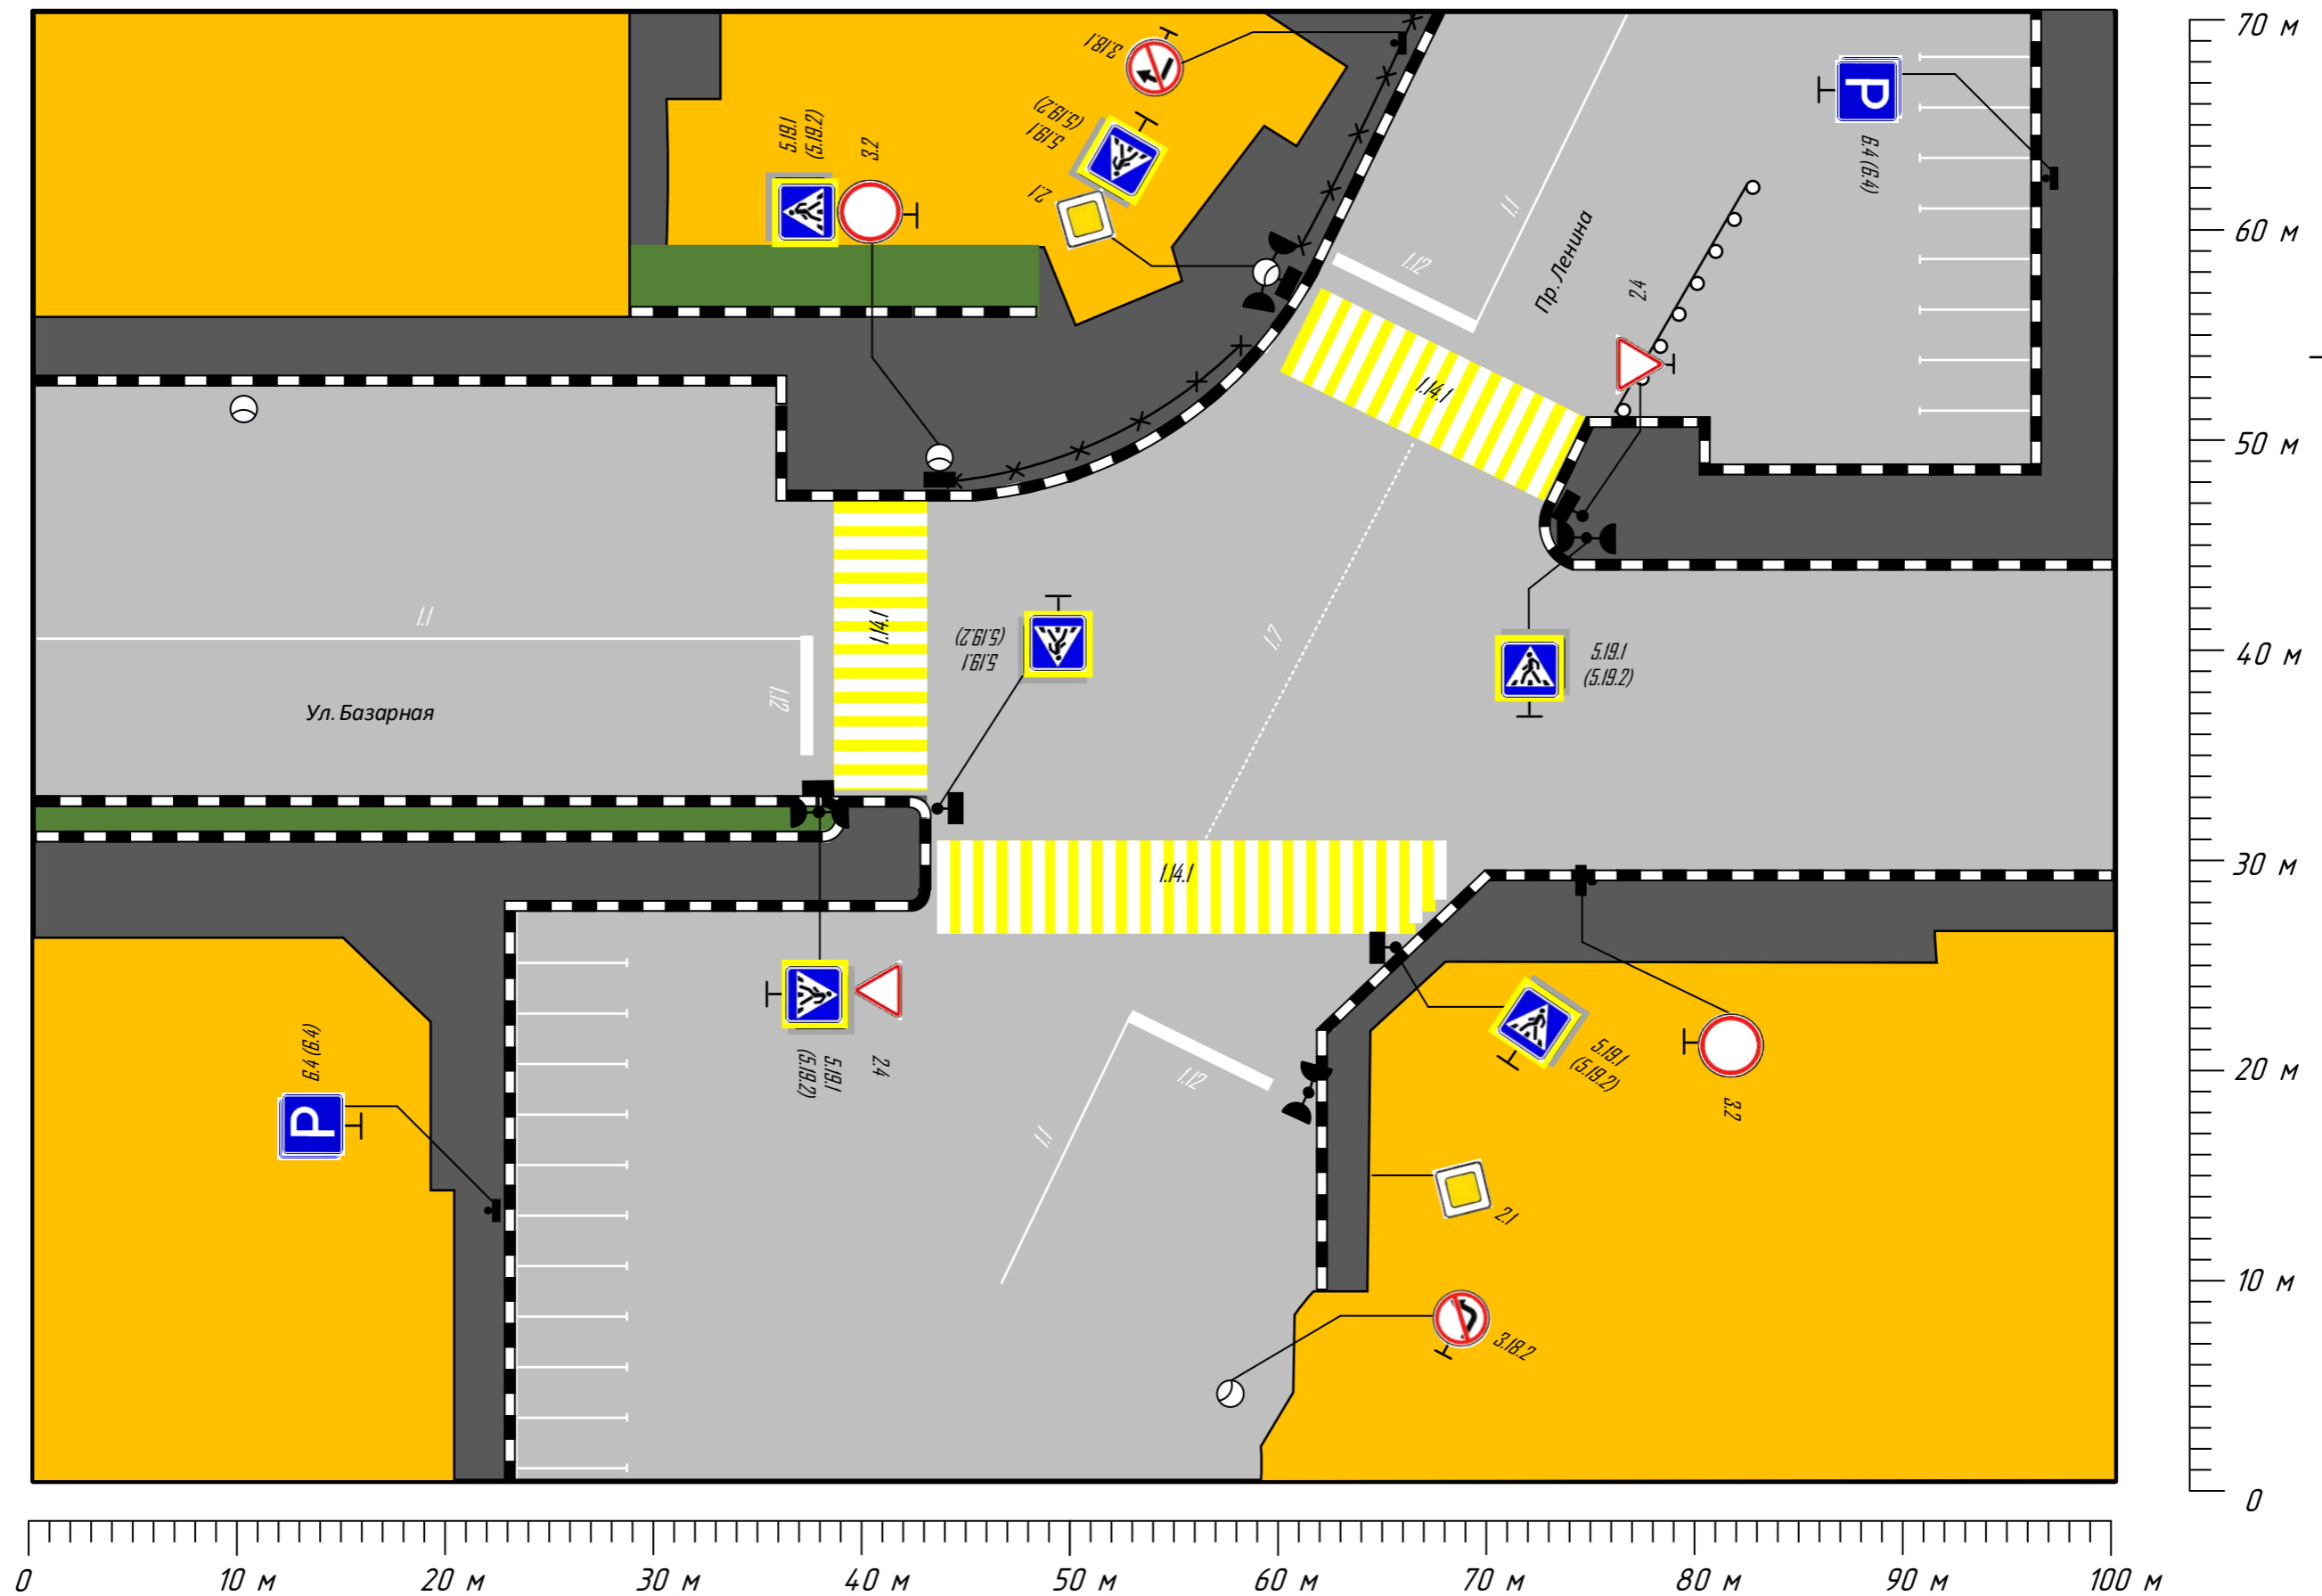 3.18.1
70 м
5.19.1
(5.19.2)
3.2
5.19.1
(5.19.2)
P
6.4 (6.4)
2.1
1.1
60 м
1.12
Пр. Ленина
2.4
1.14.1
50 м
1.1
1.14.1
5.19.1
(5.19.2)
1.7
5.19.1
(5.19.2)
40 м
1.12
Ул. Базарная
1.14.1
30 м
6.4 (6.4)
P
5.19.1
(5.19.2)
2.4
1.12
1.1
5.19.1
(5.19.2)
3.2
20 м
2.1
3.18.2
10 м
0
0
10 м
20 м
30 м
40 м
50 м
60 м
70 м
80 м
90 м
100 м